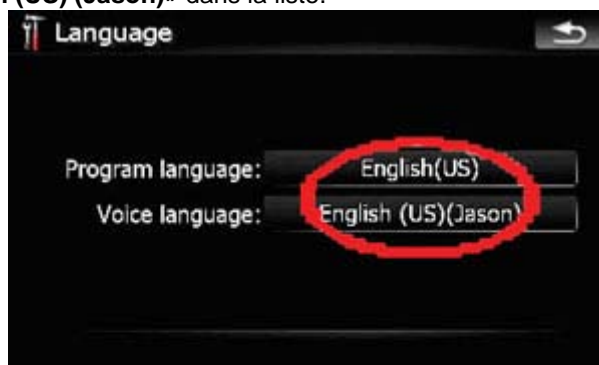 (US) (Jason)» dans la liste.
Language
Program language: English(US)
Voice language: English (US)(Jason)